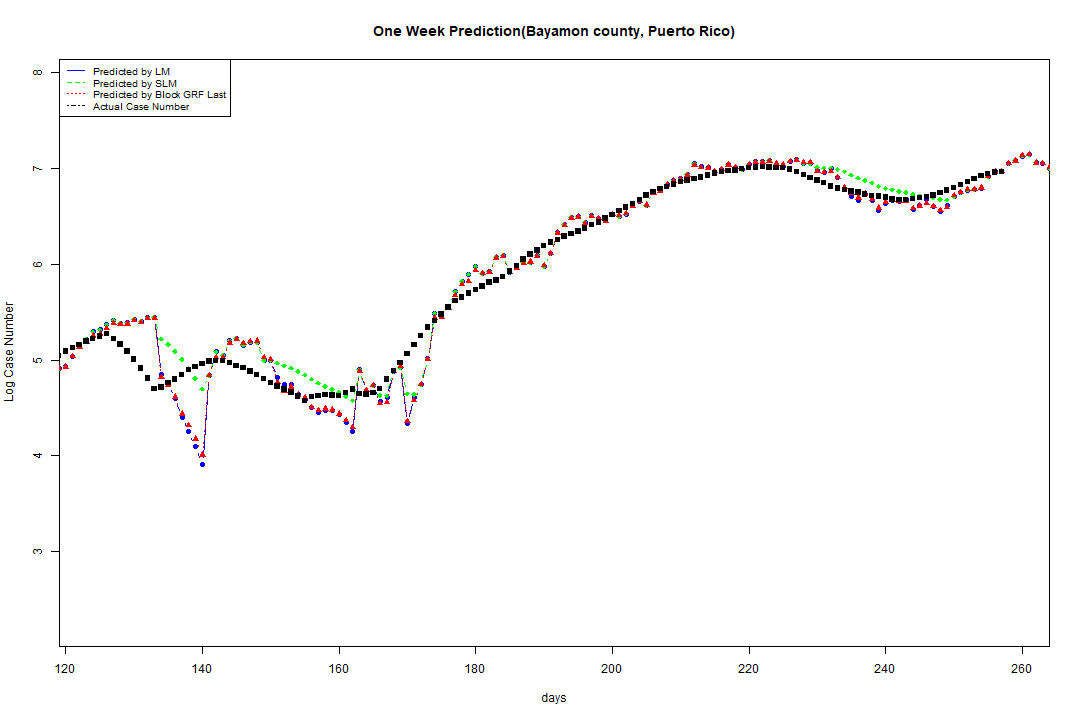 One Week Prediction(Bayamon county, Puerto Rico)
Predicted by LM
Predicted by SLM
Predicted by Block GRF Last
Actual Case Number
8
7
6
5
4
3
Log Case Number
120 140 160 180 200 220 240 260
days